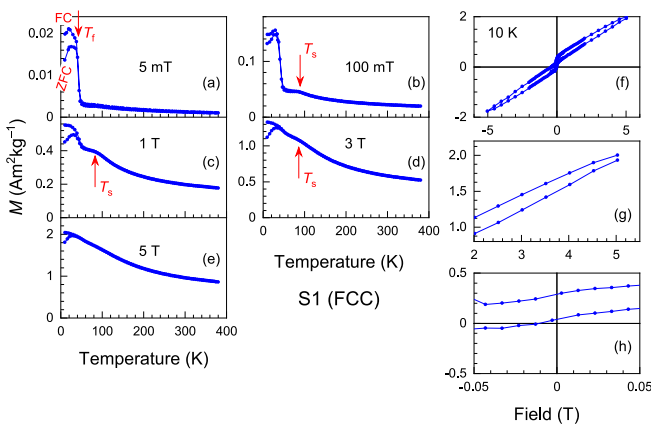 FC
T_f
ZFC
5 mT
(a)
0.02
0.01
0
T_s
100 mT
(b)
0.1
0
10 K
(f)
2
0
-2
-5
0
5
1 T
(c)
T_s
0.4
0.2
0
3 T
(d)
T_s
1.0
0.5
0
0
100
200
300
400
M (Am²kg⁻¹)
(g)
2.0
1.5
1.0
2
3
4
5
5 T
(e)
2
1
0
0
100
200
300
400
Temperature (K)
Temperature (K)
S1 (FCC)
(h)
0.5
0
-0.5
-0.05
0
0.05
Field (T)